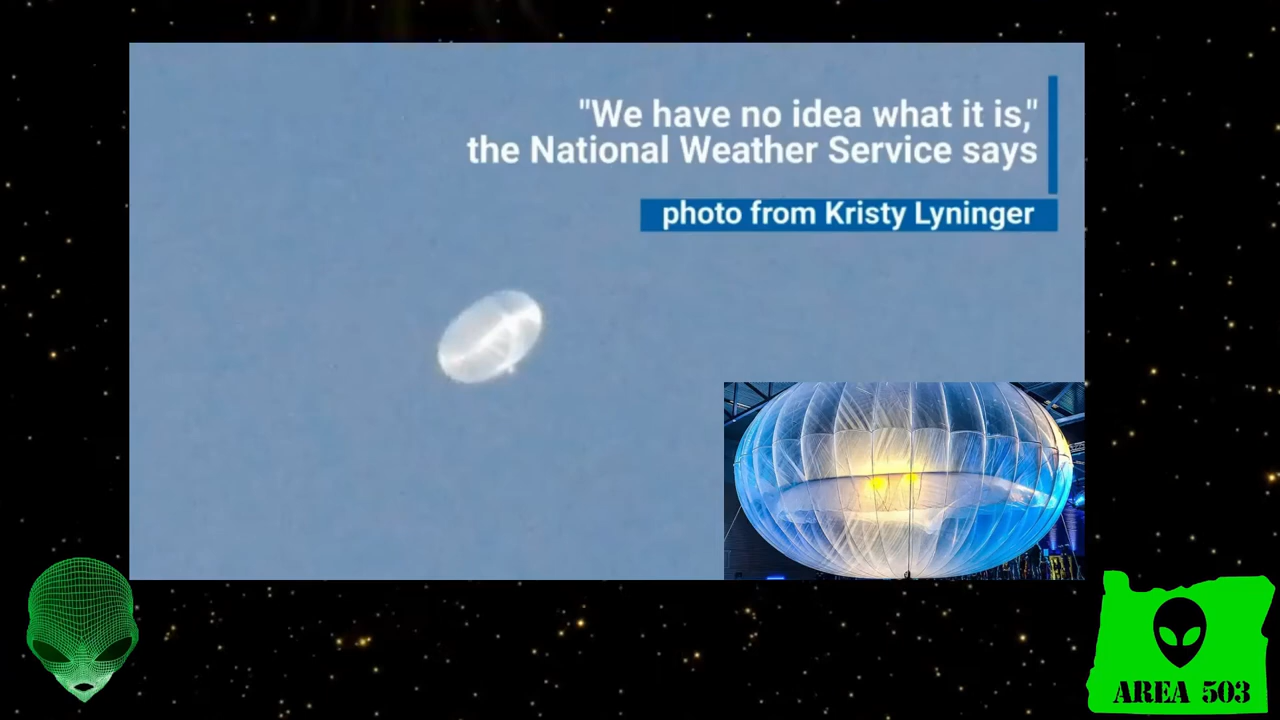 "We have no idea what it is,"
the National Weather Service says
photo from Kristy Lyninger
AREA 503